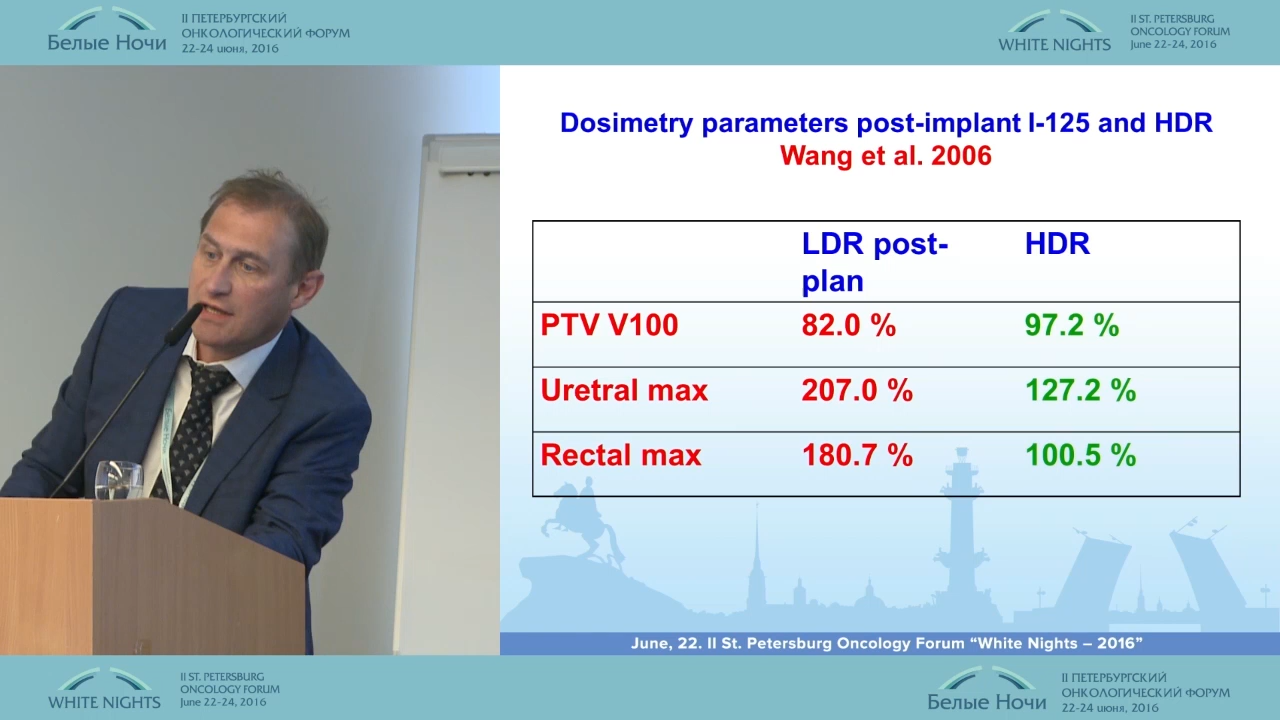 Белые Ночи
II ПЕТЕРБУРГСКИЙ
ОНКОЛОГИЧЕСКИЙ ФОРУМ
22-24 июня, 2016
WHITE NIGHTS
II ST. PETERSBURG
ONCOLOGY FORUM
June 22-24, 2016
Dosimetry parameters post-implant I-125 and HDR
Wang et al. 2006
LDR post-
plan
HDR
PTV V100 82.0 % 97.2 %
Uretral max 207.0 % 127.2 %
Rectal max 180.7 % 100.5 %
June, 22. II St. Petersburg Oncology Forum “White Nights – 2016”
WHITE NIGHTS
II ST. PETERSBURG
ONCOLOGY FORUM
June 22-24, 2016
Белые Ночи
II ПЕТЕРБУРГСКИЙ
ОНКОЛОГИЧЕСКИЙ ФОРУМ
22-24 июня, 2016